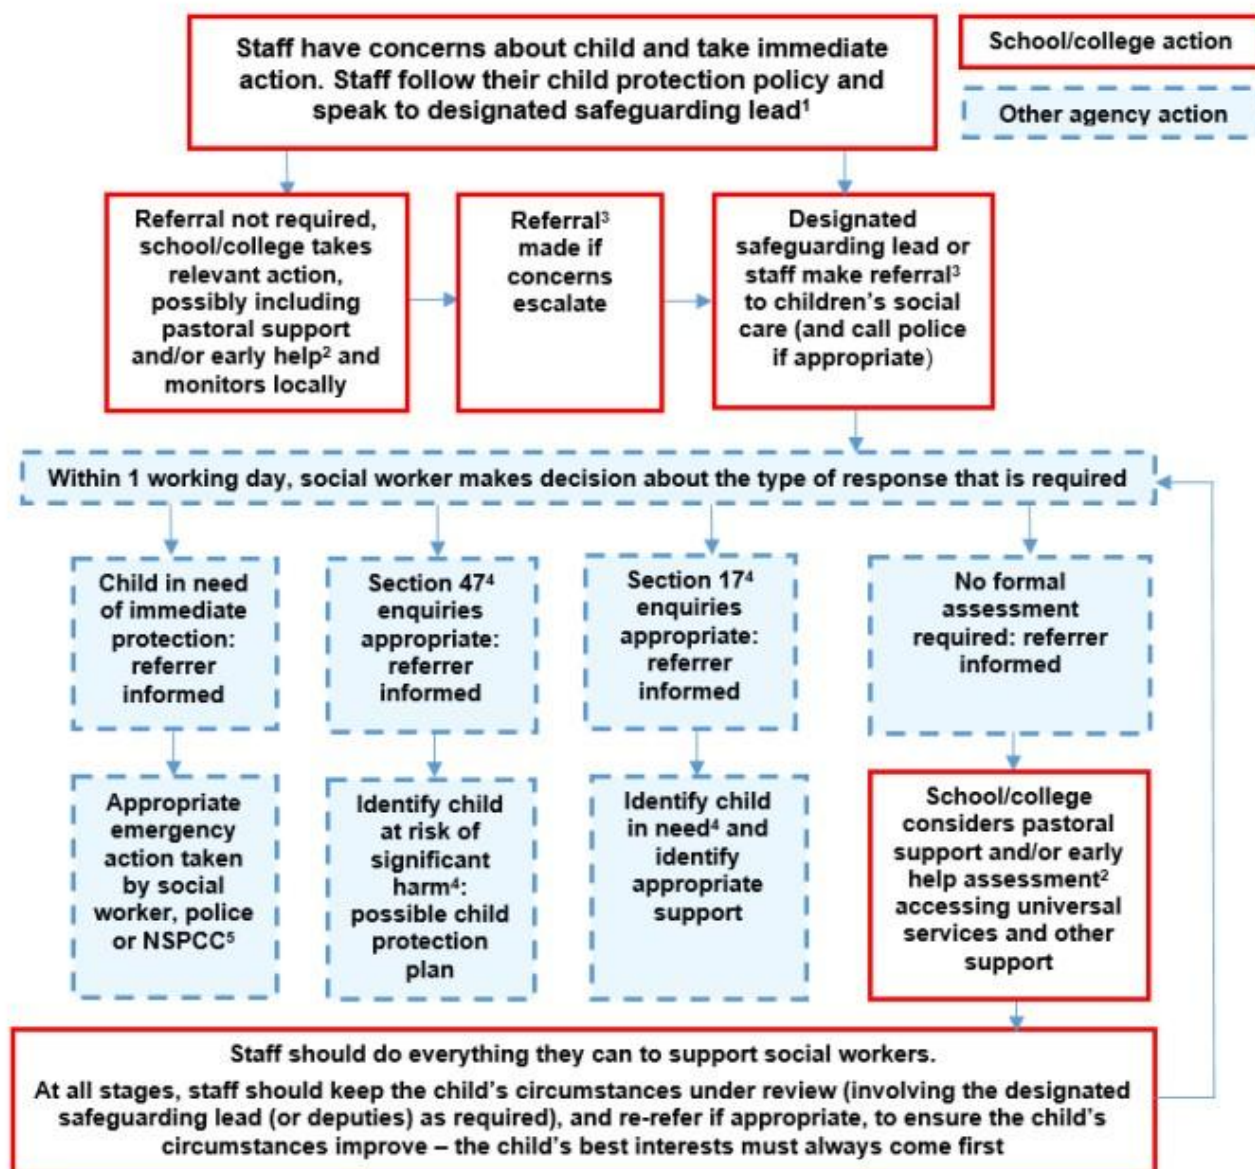 Staff have concerns about child and take immediate
action. Staff follow their child protection policy and
speak to designated safeguarding lead¹
School/college action
Other agency action
Referral not required,
school/college takes
relevant action,
possibly including
pastoral support
and/or early help² and
monitors locally
Referral³
made if
concerns
escalate
Designated
safeguarding lead or
staff make referral³
to children's social
care (and call police
if appropriate)
Within 1 working day, social worker makes decision about the type of response that is required
Child in need
of immediate
protection:
referrer
informed
Section 47⁴
enquiries
appropriate:
referrer
informed
Section 17⁴
enquiries
appropriate:
referrer
informed
No formal
assessment
required: referrer
informed
Appropriate
emergency
action taken
by social
worker, police
or NSPCC⁵
Identify child
at risk of
significant
harm⁴:
possible child
protection
plan
Identify child
in need⁴ and
identify
appropriate
support
School/college
considers pastoral
support and/or early
help assessment²
accessing universal
services and other
support
Staff should do everything they can to support social workers.
At all stages, staff should keep the child's circumstances under review (involving the designated
safeguarding lead (or deputies) as required), and re-refer if appropriate, to ensure the child's
circumstances improve – the child's best interests must always come first